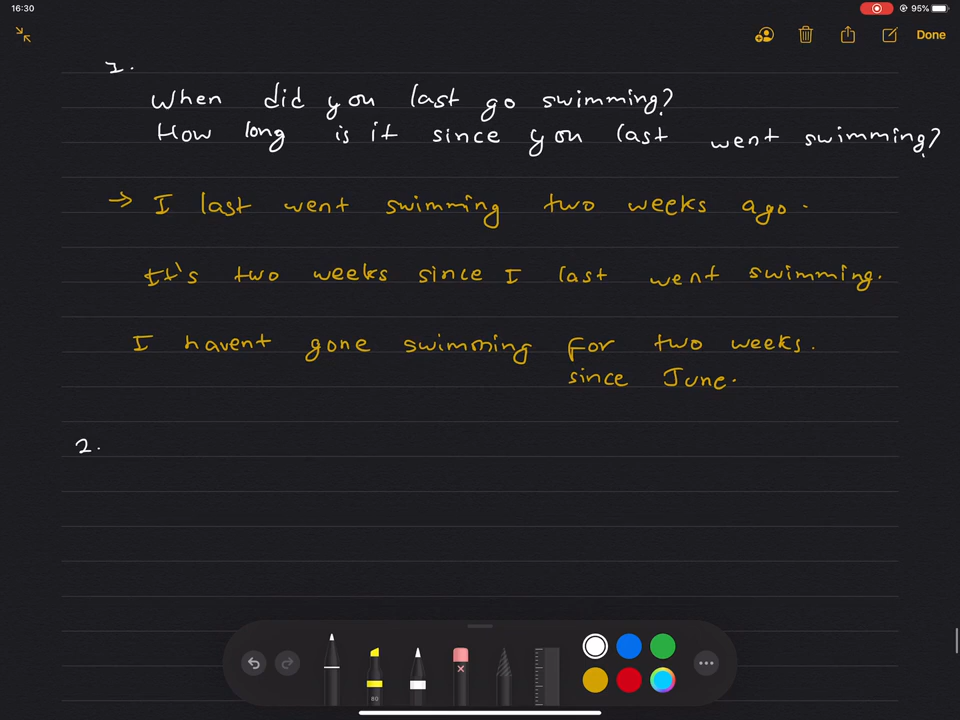 16:30
95%
Done
1.
When did you last go swimming?
How long is it since you last went swimming?
→ I last went swimming two weeks ago.
It's two weeks since I last went swimming.
I havent gone swimming for two weeks.
since June.
2.
80